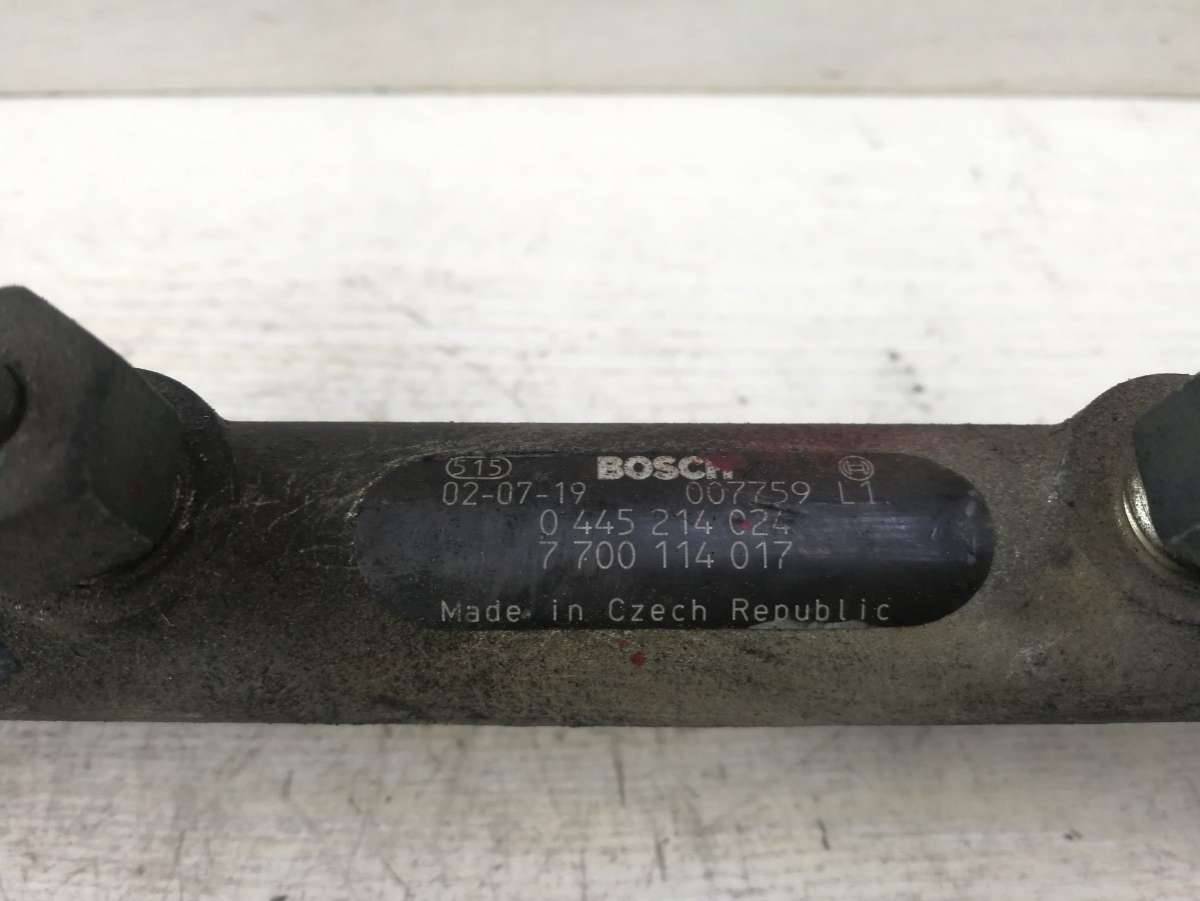 515 BOSCH
02-07-19 007759 L1
0 445 214 024
7 700 114 017
Made in Czech Republic